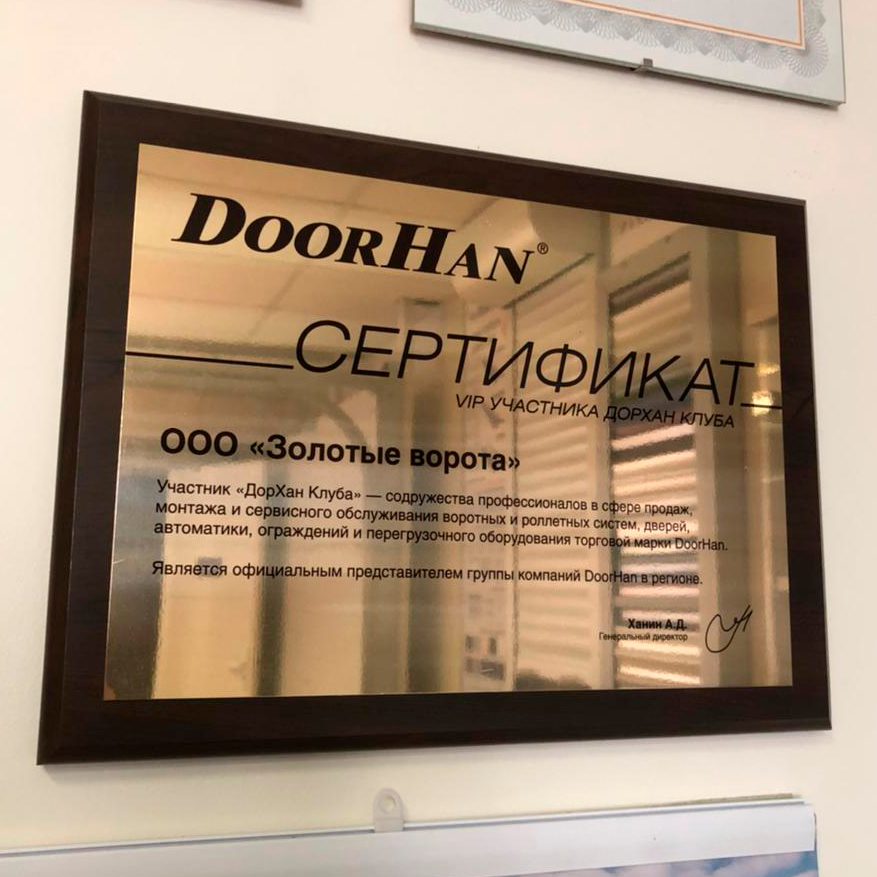 DOORHAN®
СЕРТИФИКАТ
VIP УЧАСТНИКА ДОРХАН КЛУБА
ООО «Золотые ворота»
Участник «ДорХан Клуба» — содружества профессионалов в сфере продаж,
монтажа и сервисного обслуживания воротных и роллетных систем, дверей,
автоматики, ограждений и перегрузочного оборудования торговой марки DoorHan.
Является официальным представителем группы компаний DoorHan в регионе.
Ханин А.Д.
Генеральный директор